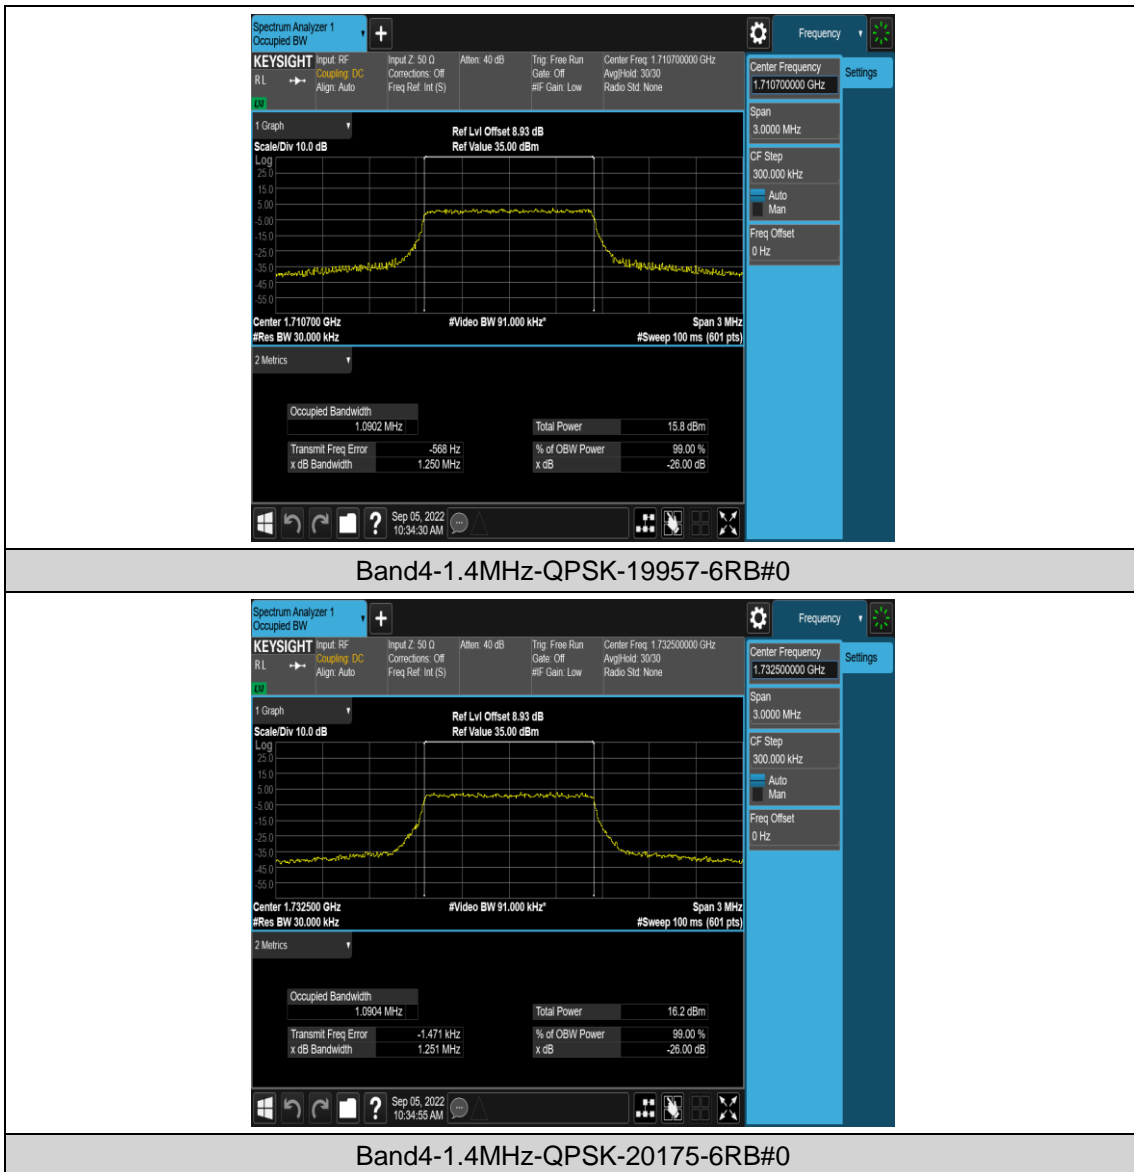 Spectrum Analyzer 1
Occupied BW
Frequency
KEYSIGHT
RL
Input: RF
Coupling: DC
Align: Auto
Input Z: 50 Ω
Corrections: Off
Freq Ref: Int (S)
Atten: 40 dB
Trig: Free Run
Gate: Off
#IF Gain: Low
Center Freq: 1.710700000 GHz
Avg|Hold: 30/30
Radio Std: None
Center Frequency
1.710700000 GHz
Settings
Span
3.0000 MHz
CF Step
300.000 kHz
Auto
Man
Freq Offset
0 Hz
1 Graph
Ref Lvl Offset 8.93 dB
Scale/Div 10.0 dB
Ref Value 35.00 dBm
Log
25.0
15.0
5.00
-5.00
-15.0
-25.0
-35.0
-45.0
-55.0
Center 1.710700 GHz
#Video BW 91.000 kHz*
Span 3 MHz
#Res BW 30.000 kHz
#Sweep 100 ms (601 pts)
2 Metrics
Occupied Bandwidth
1.0902 MHz
Total Power 15.8 dBm
Transmit Freq Error -568 Hz
% of OBW Power 99.00 %
x dB Bandwidth 1.250 MHz
x dB -26.00 dB
Sep 05, 2022
10:34:30 AM
Band4-1.4MHz-QPSK-19957-6RB#0
Spectrum Analyzer 1
Occupied BW
Frequency
KEYSIGHT
RL
Input: RF
Coupling: DC
Align: Auto
Input Z: 50 Ω
Corrections: Off
Freq Ref: Int (S)
Atten: 40 dB
Trig: Free Run
Gate: Off
#IF Gain: Low
Center Freq: 1.732500000 GHz
Avg|Hold: 30/30
Radio Std: None
Center Frequency
1.732500000 GHz
Settings
Span
3.0000 MHz
CF Step
300.000 kHz
Auto
Man
Freq Offset
0 Hz
1 Graph
Ref Lvl Offset 8.93 dB
Scale/Div 10.0 dB
Ref Value 35.00 dBm
Log
25.0
15.0
5.00
-5.00
-15.0
-25.0
-35.0
-45.0
-55.0
Center 1.732500 GHz
#Video BW 91.000 kHz*
Span 3 MHz
#Res BW 30.000 kHz
#Sweep 100 ms (601 pts)
2 Metrics
Occupied Bandwidth
1.0904 MHz
Total Power 16.2 dBm
Transmit Freq Error -1.471 kHz
% of OBW Power 99.00 %
x dB Bandwidth 1.251 MHz
x dB -26.00 dB
Sep 05, 2022
10:34:55 AM
Band4-1.4MHz-QPSK-20175-6RB#0